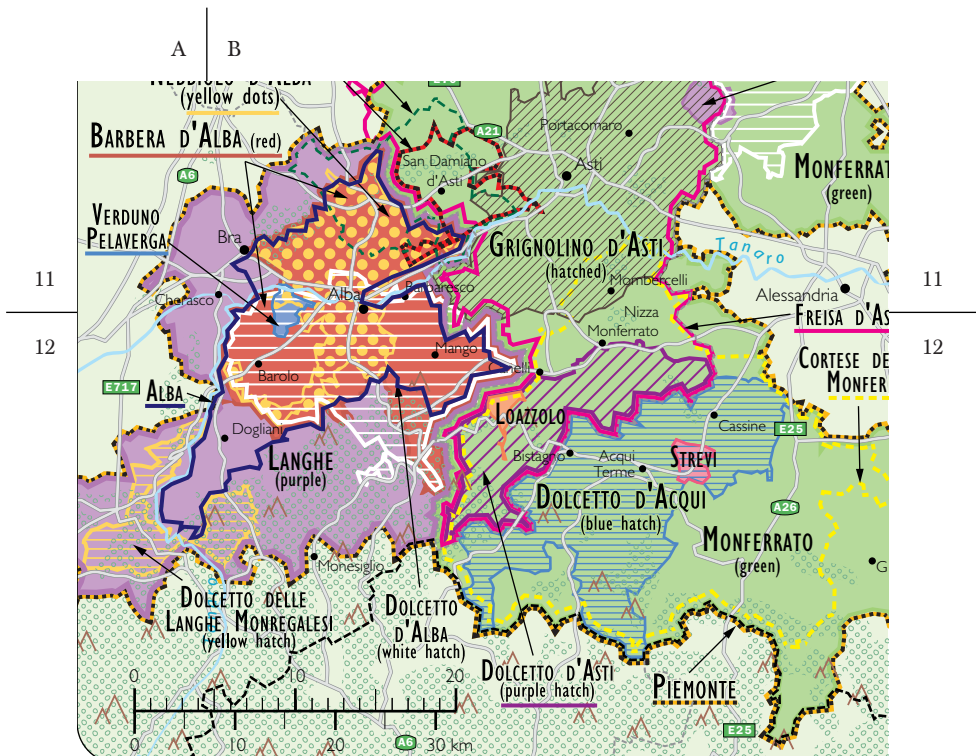 A B
NEBBIOLO D'ALBA
(yellow dots)
BARBERA D'ALBA (red)
A21
Portacomaro
San Damiano
d'Asti
Asti
MONFERRAT
(green)
A6
VERDUNO
PELAVERGA
Bra
GRIGNOLINO D'ASTI
(hatched)
Tanaro
Mombercelli
11
11
Cherasco
Alba
Barbaresco
Alessandria
Nizza
Monferrato
FREISA D'AS
12
12
Mango
Canelli
CORTESE DE
MONFER
Barolo
E717
ALBA
LOAZZOLO
Cassine
E25
Dogliani
LANGHE
(purple)
Bistagno
Acqui
Terme
STREVI
DOLCETTO D'ACQUI
(blue hatch)
A26
MONFERRATO
(green)
G
Monesiglio
DOLCETTO DELLE
LANGHE MONREGALESI
(yellow hatch)
DOLCETTO
D'ALBA
(white hatch)
DOLCETTO D'ASTI
(purple hatch)
PIEMONTE
0 10 20
E25
0 10 20 30 km
A6